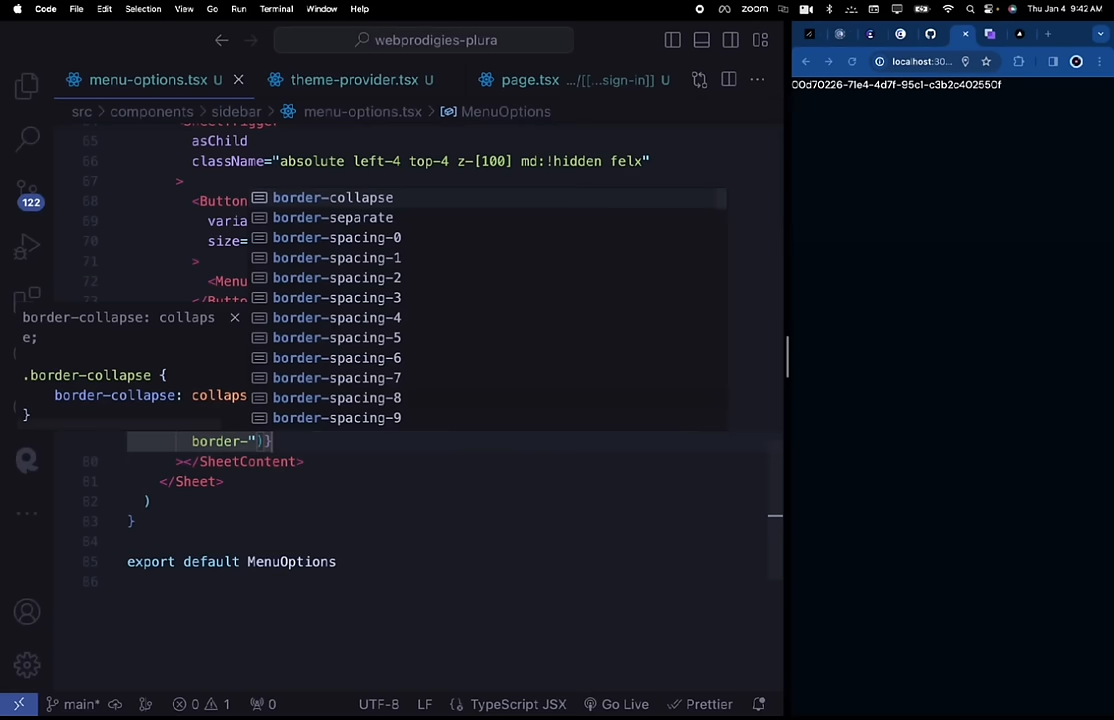 Code File Edit Selection View Go Run Terminal Window Help zoom Thu Jan 4 9:42 AM
webprodigies-plura
menu-options.tsx U theme-provider.tsx U page.tsx .../[[...sign-in]] U
src > components > sidebar > menu-options.tsx > MenuOptions
localhost:30...
00d70226-71e4-4d7f-95c1-c3b2c402550f
64 <SheetTrigger
65 asChild
66 className="absolute left-4 top-4 z-[100] md:!hidden felx"
67 >
68 <Button
69 varia
70 size=
71 >
72 <Menu
73 </Butto
border-collapse
border-separate
border-spacing-0
border-spacing-1
border-spacing-2
border-spacing-3
border-spacing-4
border-spacing-5
border-spacing-6
border-spacing-7
border-spacing-8
border-spacing-9
border-collapse: collaps
e;
.border-collapse {
border-collapse: collaps
}
border-")}
80 ></SheetContent>
81 </Sheet>
82 )
83 }
84
85 export default MenuOptions
86
122
main* 0 1 0 UTF-8 LF TypeScript JSX Go Live Prettier